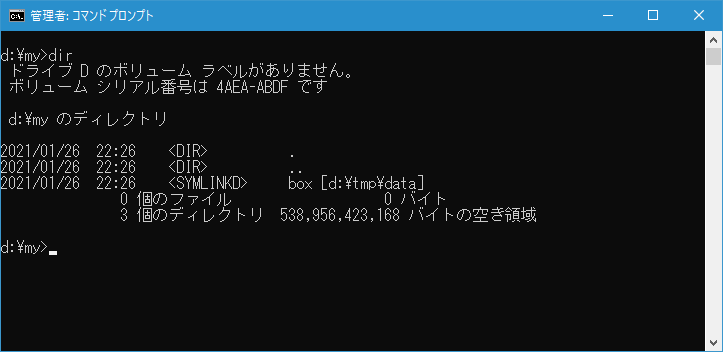 管理者: コマンドプロンプト
d:¥my>dir
ドライブ D のボリューム ラベルがありません。
ボリューム シリアル番号は 4AEA-ABDF です
d:¥my のディレクトリ
2021/01/26  22:26    <DIR>          .
2021/01/26  22:26    <DIR>          ..
2021/01/26  22:26    <SYMLINKD>     box [d:¥tmp¥data]
0 個のファイル                   0 バイト
3 個のディレクトリ  538,956,423,168 バイトの空き領域
d:¥my>